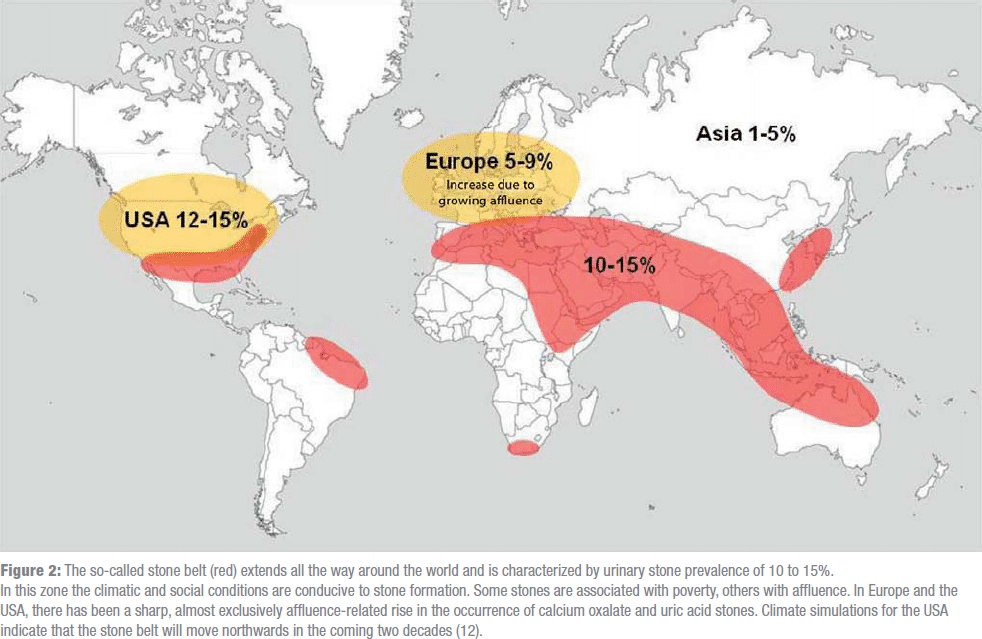 Asia 1-5%
Europe 5-9%
Increase due to
growing affluence
USA 12-15%
10-15%
Figure 2: The so-called stone belt (red) extends all the way around the world and is characterized by urinary stone prevalence of 10 to 15%.
In this zone the climatic and social conditions are conducive to stone formation. Some stones are associated with poverty, others with affluence. In Europe and the
USA, there has been a sharp, almost exclusively affluence-related rise in the occurrence of calcium oxalate and uric acid stones. Climate simulations for the USA
indicate that the stone belt will move northwards in the coming two decades (12).